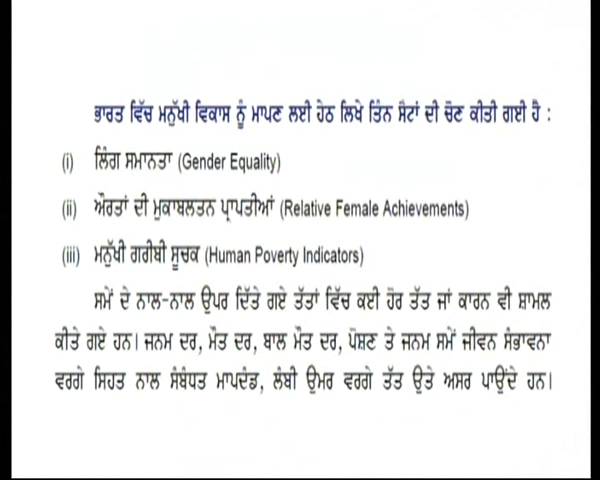 ਭਾਰਤ ਵਿੱਚ ਮਨੁੱਖੀ ਵਿਕਾਸ ਨੂੰ ਮਾਪਣ ਲਈ ਹੇਠ ਲਿਖੇ ਤਿੰਨ ਸੈਟਾਂ ਦੀ ਚੋਣ ਕੀਤੀ ਗਈ ਹੈ :
(i) ਲਿੰਗ ਸਮਾਨਤਾ (Gender Equality)
(ii) ਔਰਤਾਂ ਦੀ ਮੁਕਾਬਲਤਨ ਪ੍ਰਾਪਤੀਆਂ (Relative Female Achievements)
(iii) ਮਨੁੱਖੀ ਗਰੀਬੀ ਸੂਚਕ (Human Poverty Indicators)
ਸਮੇਂ ਦੇ ਨਾਲ-ਨਾਲ ਉਪਰ ਦਿੱਤੇ ਗਏ ਤੱਤਾਂ ਵਿੱਚ ਕਈ ਹੋਰ ਤੱਤ ਜਾਂ ਕਾਰਨ ਵੀ ਸ਼ਾਮਲ
ਕੀਤੇ ਗਏ ਹਨ। ਜਨਮ ਦਰ, ਮੌਤ ਦਰ, ਬਾਲ ਮੌਤ ਦਰ, ਪੋਸ਼ਣ ਤੇ ਜਨਮ ਸਮੇਂ ਜੀਵਨ ਸੰਭਾਵਨਾ
ਵਰਗੇ ਸਿਹਤ ਨਾਲ ਸੰਬੰਧਤ ਮਾਪਦੰਡ, ਲੰਬੀ ਉਮਰ ਵਰਗੇ ਤੱਤ ਉਤੇ ਅਸਰ ਪਾਉਂਦੇ ਹਨ।